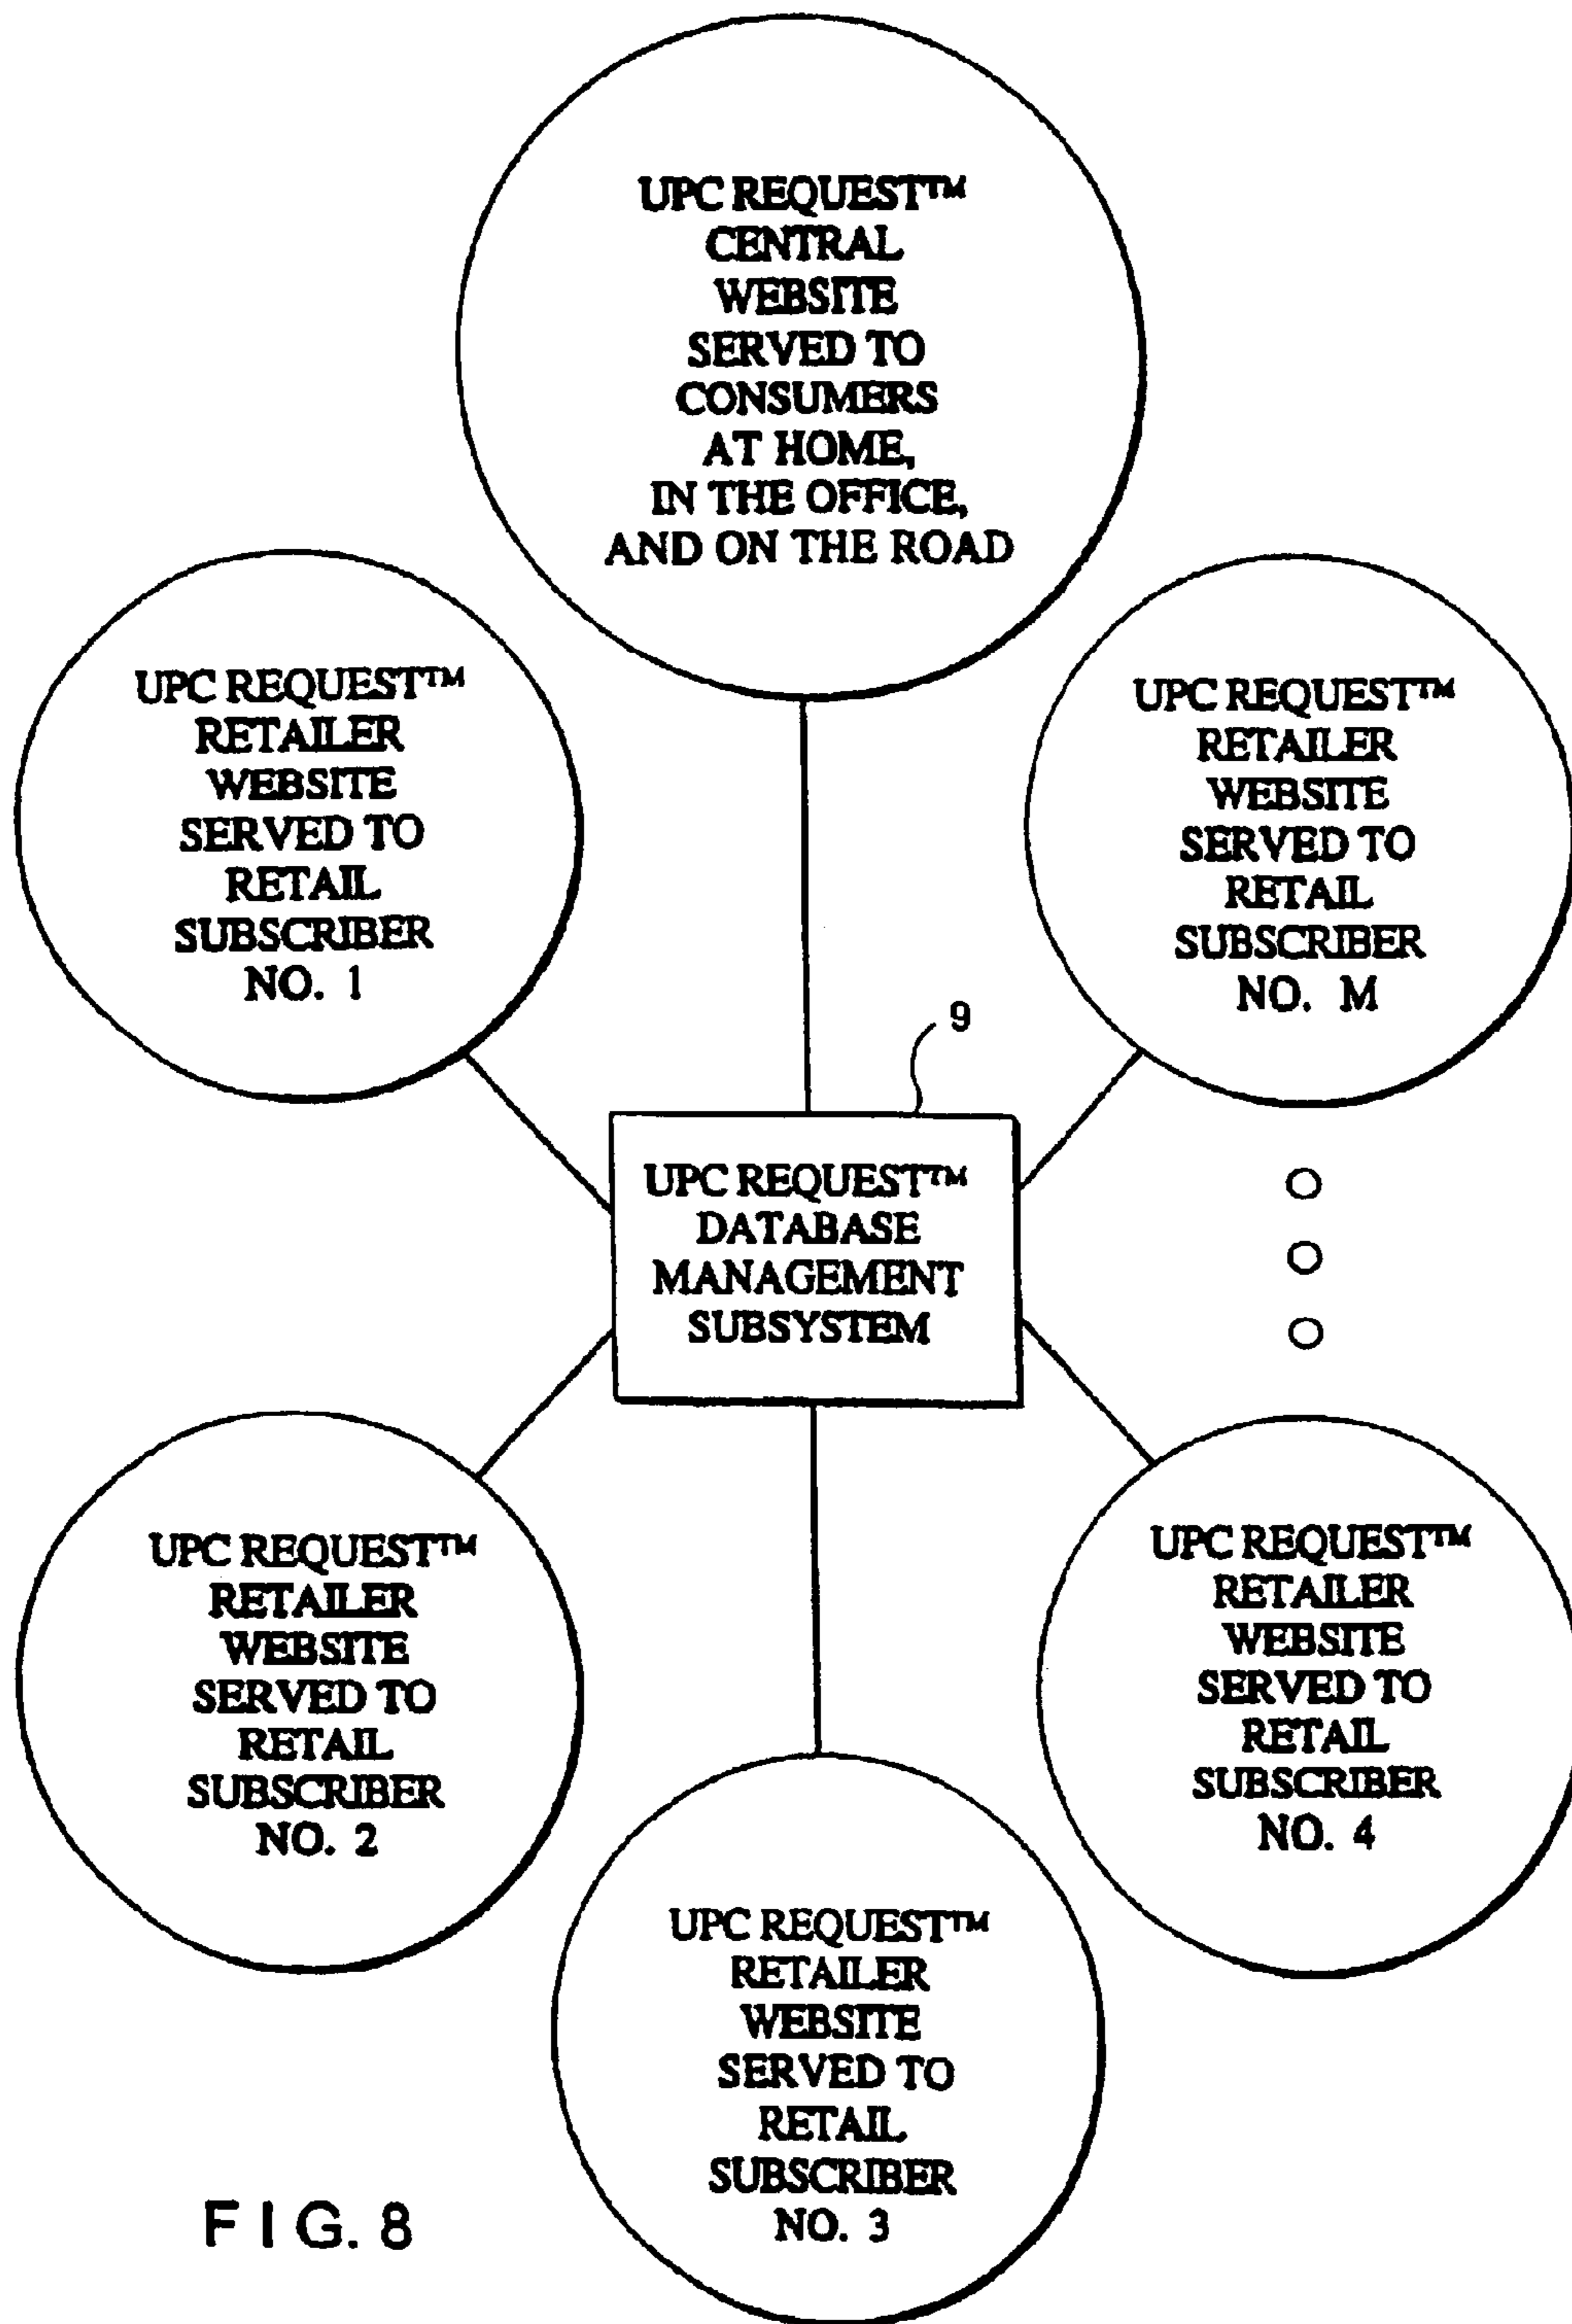 UPC REQUEST™
CENTRAL
WEBSITE
SERVED TO
CONSUMERS
AT HOME,
IN THE OFFICE,
AND ON THE ROAD
UPC REQUEST™
RETAILER
WEBSITE
SERVED TO
RETAIL
SUBSCRIBER
NO. 1
UPC REQUEST™
RETAILER
WEBSITE
SERVED TO
RETAIL
SUBSCRIBER
NO. M
9
UPC REQUEST™
DATABASE
MANAGEMENT
SUBSYSTEM
UPC REQUEST™
RETAILER
WEBSITE
SERVED TO
RETAIL
SUBSCRIBER
NO. 2
UPC REQUEST™
RETAILER
WEBSITE
SERVED TO
RETAIL
SUBSCRIBER
NO. 4
UPC REQUEST™
RETAILER
WEBSITE
SERVED TO
RETAIL
SUBSCRIBER
NO. 3
FIG. 8